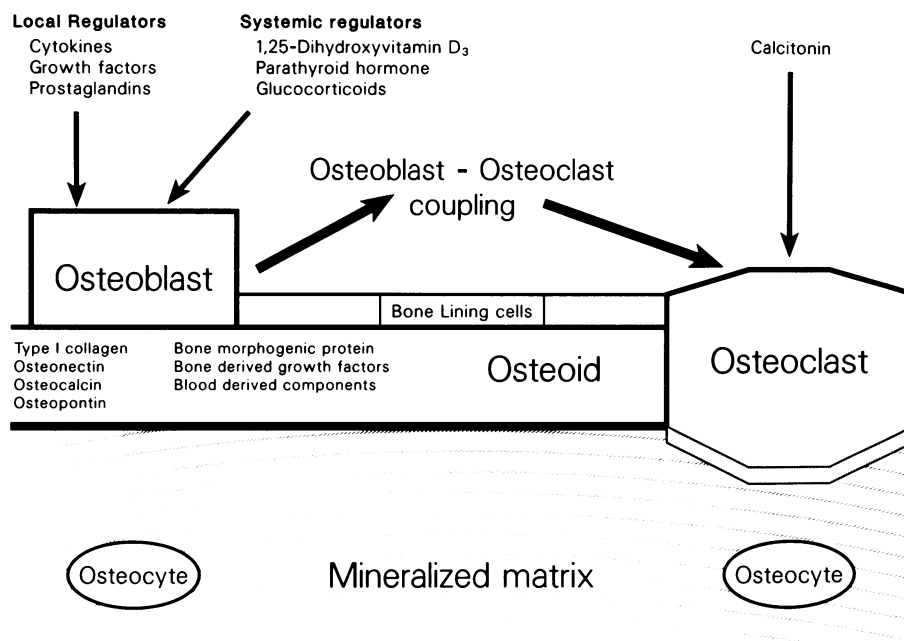 Local Regulators
Cytokines
Growth factors
Prostaglandins
Systemic regulators
1,25-Dihydroxyvitamin D₃
Parathyroid hormone
Glucocorticoids
Calcitonin
Osteoblast - Osteoclast
coupling
Osteoblast
Bone Lining cells
Type I collagen
Osteonectin
Osteocalcin
Osteopontin
Bone morphogenic protein
Bone derived growth factors
Blood derived components
Osteoid
Osteoclast
Osteocyte
Mineralized matrix
Osteocyte